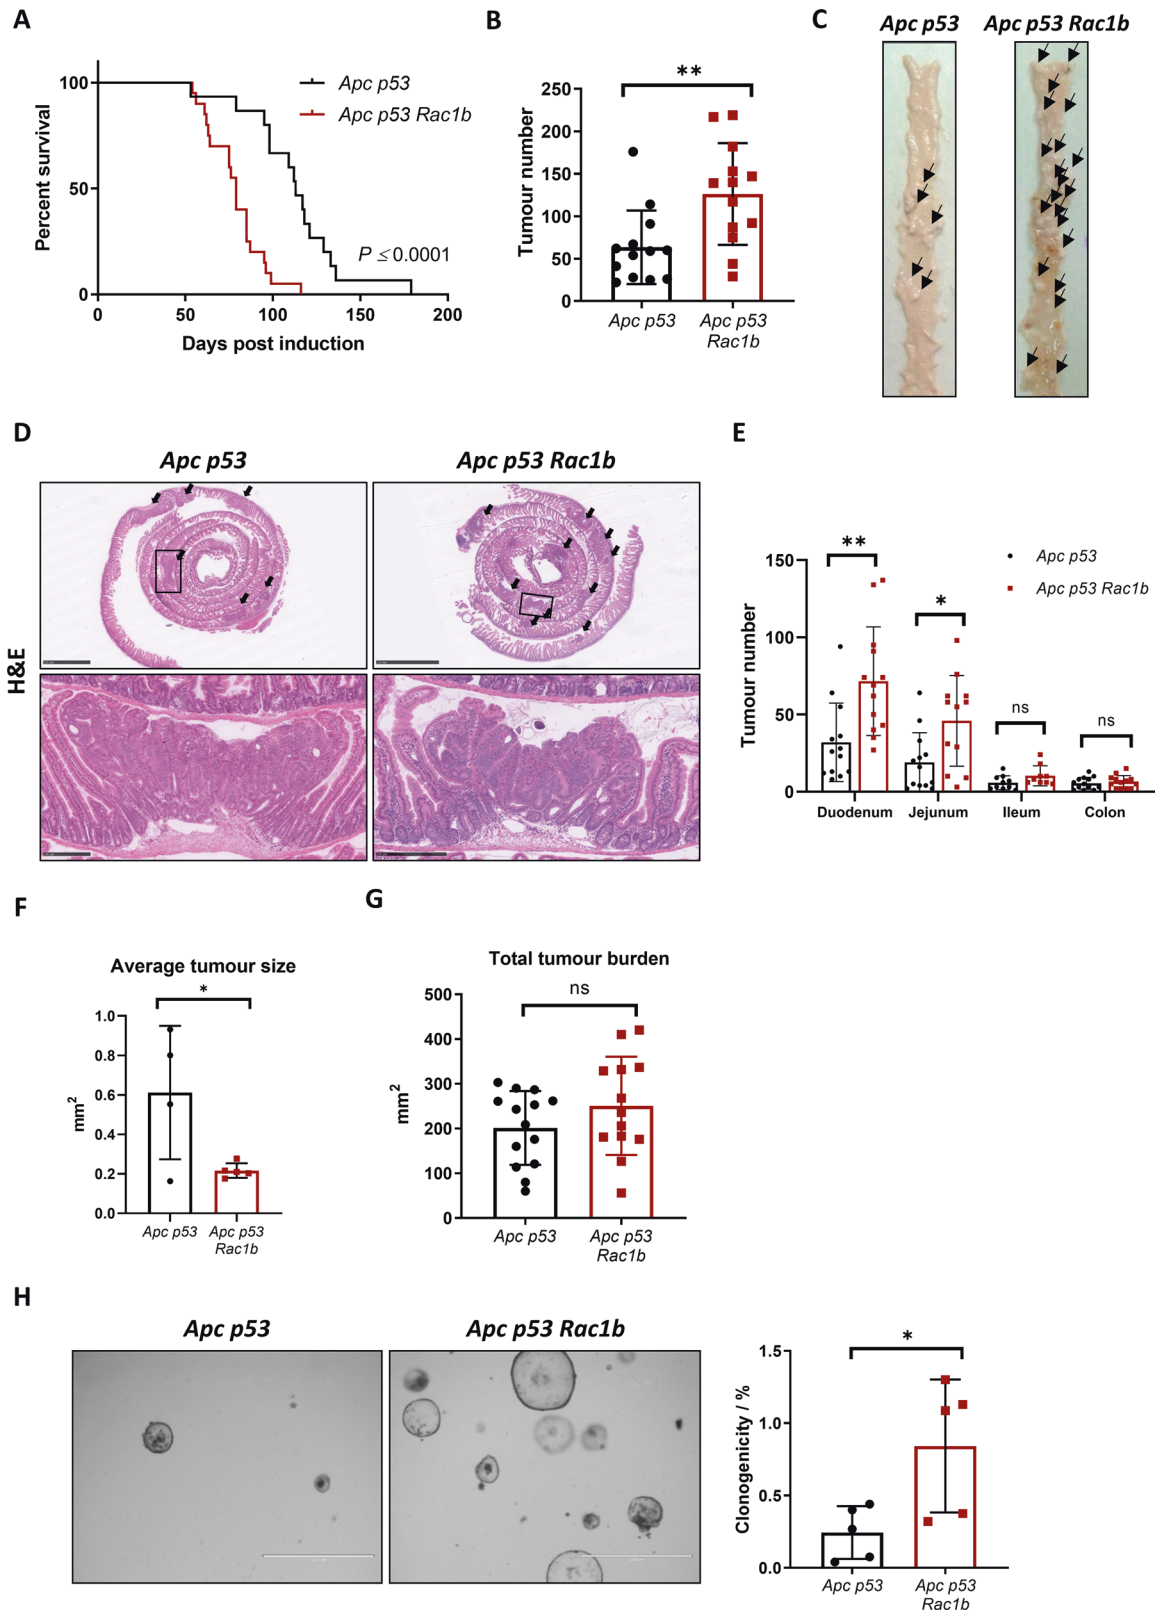 A
Percent survival
100
50
0
0 50 100 150 200
Days post induction
Apc p53
Apc p53 Rac1b
P ≤ 0.0001
B
Tumour number
250
200
150
100
50
0
**
Apc p53
Apc p53
Rac1b
C
Apc p53 Apc p53 Rac1b
D
Apc p53 Apc p53 Rac1b
H&E
E
Tumour number
150
100
50
0
** * ns ns
Apc p53
Apc p53 Rac1b
Duodenum Jejunum Ileum Colon
F
Average tumour size
*
mm²
1.0
0.8
0.6
0.4
0.2
0.0
Apc p53
Apc p53
Rac1b
G
Total tumour burden
ns
mm²
500
400
300
200
100
0
Apc p53
Apc p53
Rac1b
H
Apc p53 Apc p53 Rac1b
Clonogenicity / %
1.5
1.0
0.5
0.0
*
Apc p53
Apc p53
Rac1b